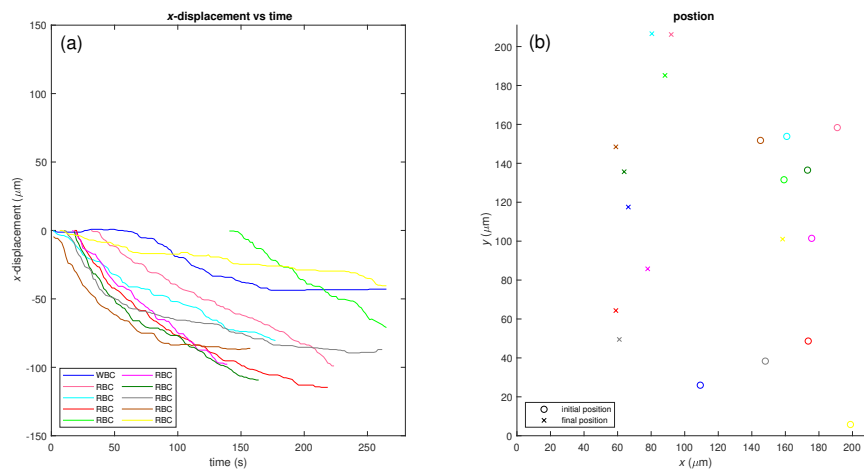 x-displacement vs time
(a)
150
100
50
0
-50
-100
-150
x-displacement (μm)
0 50 100 150 200 250
time (s)
WBC RBC
RBC RBC
RBC RBC
RBC RBC
RBC RBC
postion
(b)
200
180
160
140
120
100
80
60
40
20
0
y (μm)
0 20 40 60 80 100 120 140 160 180 200
x (μm)
initial position
final position